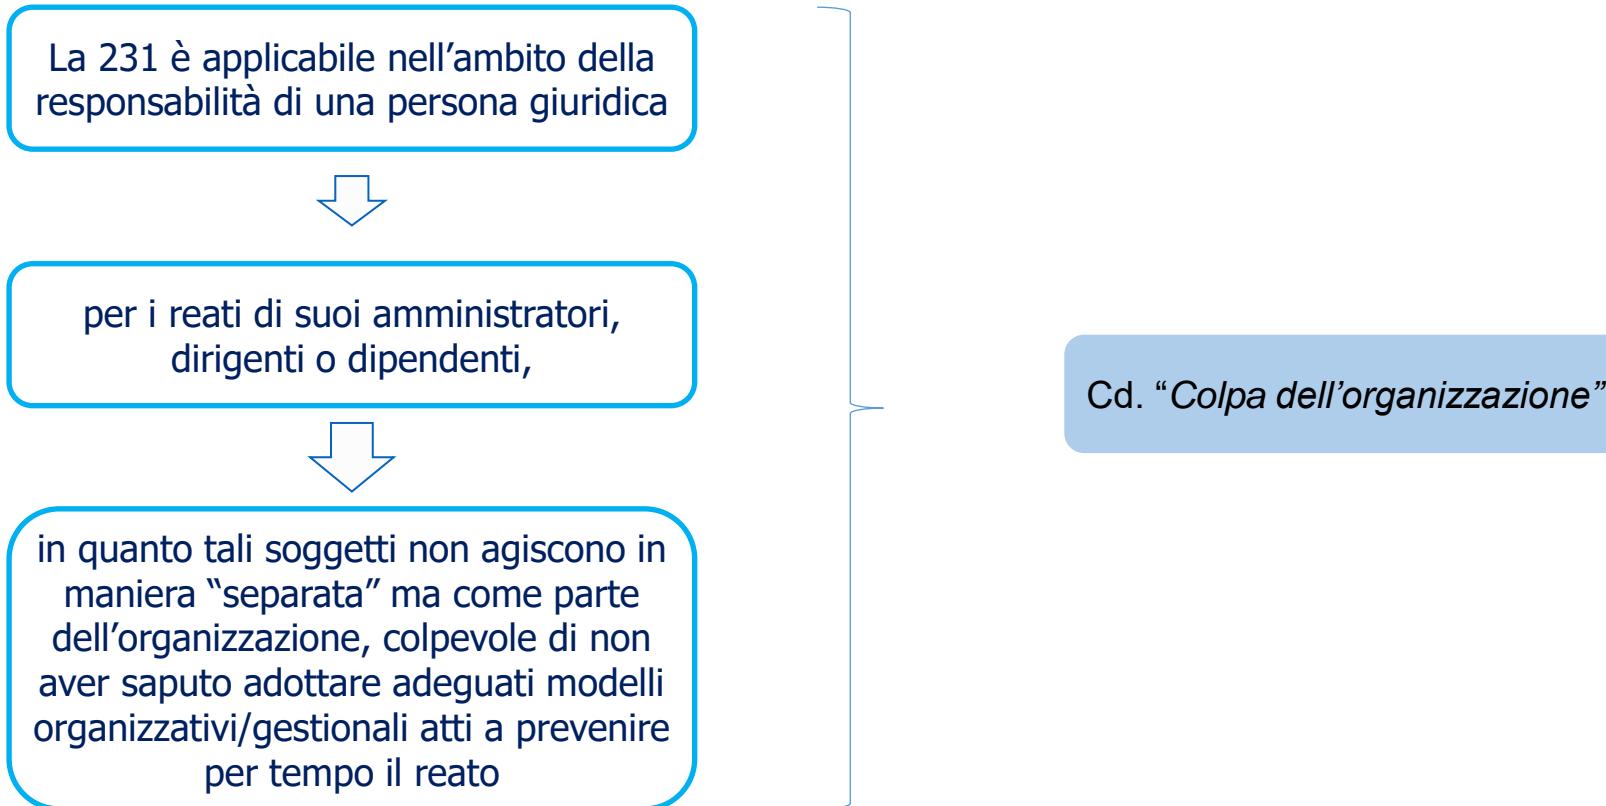 La 231 è applicabile nell’ambito della
responsabilità di una persona giuridica
per i reati di suoi amministratori,
dirigenti o dipendenti,
in quanto tali soggetti non agiscono in
maniera “separata” ma come parte
dell’organizzazione, colpevole di non
aver saputo adottare adeguati modelli
organizzativi/gestionali atti a prevenire
per tempo il reato
Cd. “Colpa dell’organizzazione”